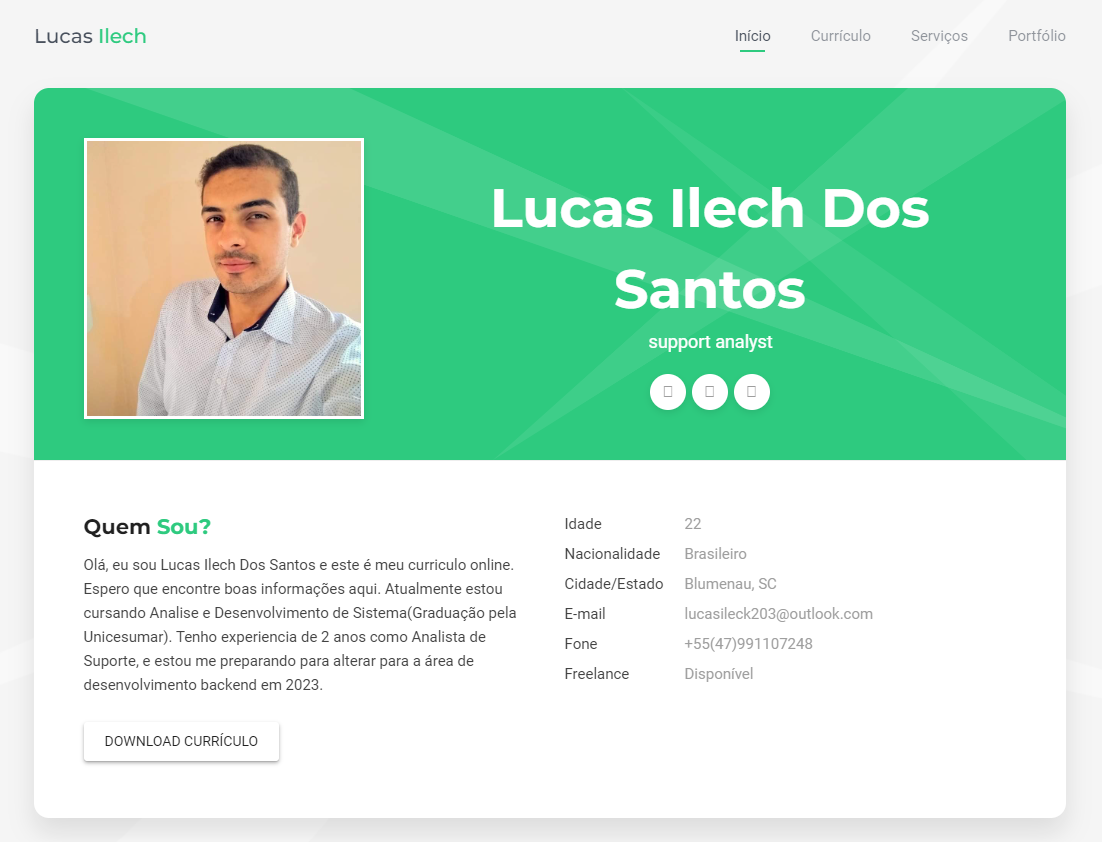 Lucas Ilech
Início
Currículo
Serviços
Portfólio
Lucas Ilech Dos
Santos
support analyst
Quem Sou?
Olá, eu sou Lucas Ilech Dos Santos e este é meu curriculo online.
Espero que encontre boas informações aqui. Atualmente estou
cursando Analise e Desenvolvimento de Sistema(Graduação pela
Unicesumar). Tenho experiencia de 2 anos como Analista de
Suporte, e estou me preparando para alterar para a área de
desenvolvimento backend em 2023.
DOWNLOAD CURRÍCULO
Idade 22
Nacionalidade Brasileiro
Cidade/Estado Blumenau, SC
E-mail lucasileck203@outlook.com
Fone +55(47)991107248
Freelance Disponível